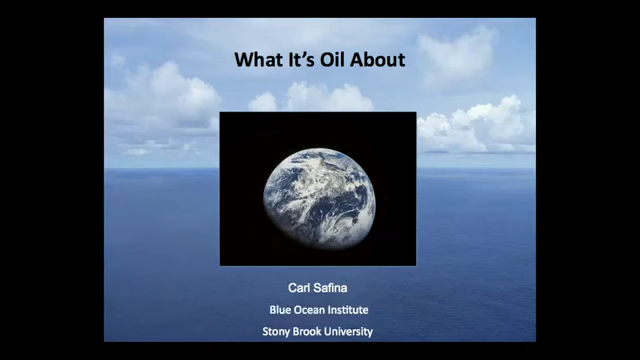 What It's Oil About
Carl Safina
Blue Ocean Institute
Stony Brook University